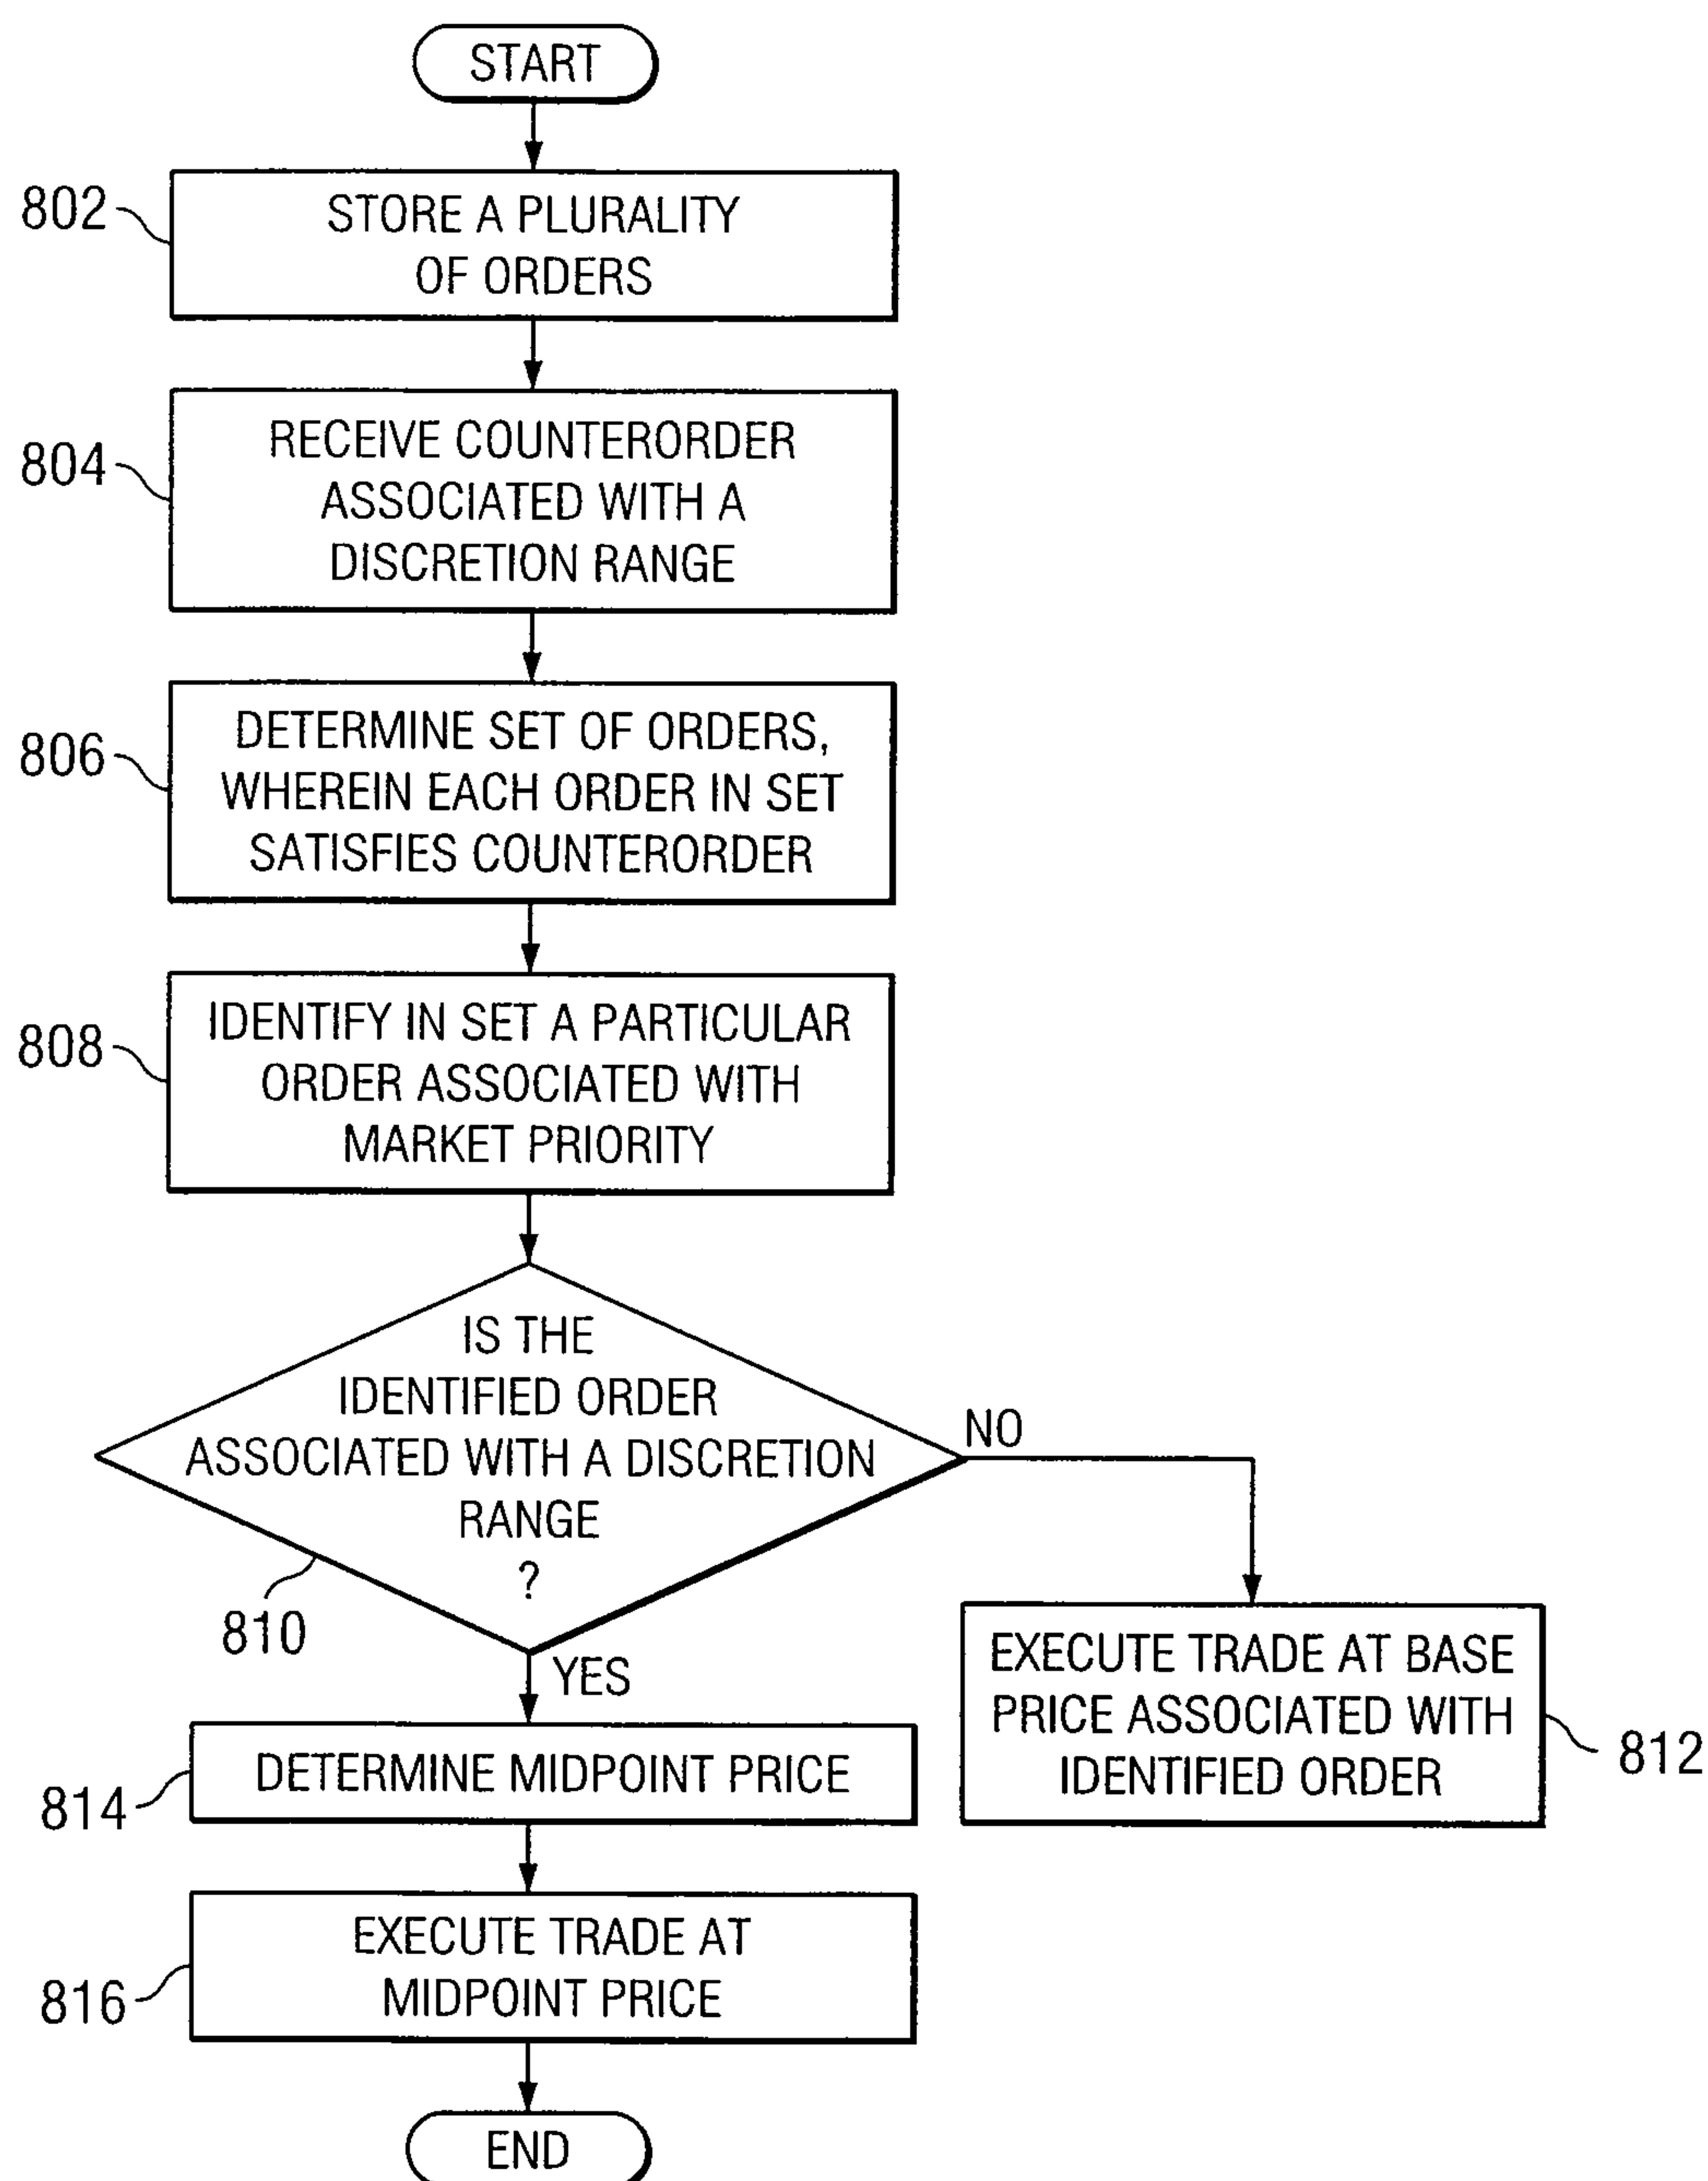 START
802
STORE A PLURALITY
OF ORDERS
804
RECEIVE COUNTERORDER
ASSOCIATED WITH A
DISCRETION RANGE
806
DETERMINE SET OF ORDERS,
WHEREIN EACH ORDER IN SET
SATISFIES COUNTERORDER
808
IDENTIFY IN SET A PARTICULAR
ORDER ASSOCIATED WITH
MARKET PRIORITY
IS THE
IDENTIFIED ORDER
ASSOCIATED WITH A DISCRETION
RANGE
?
810
NO
YES
EXECUTE TRADE AT BASE
PRICE ASSOCIATED WITH
IDENTIFIED ORDER
812
DETERMINE MIDPOINT PRICE
814
EXECUTE TRADE AT
MIDPOINT PRICE
816
END